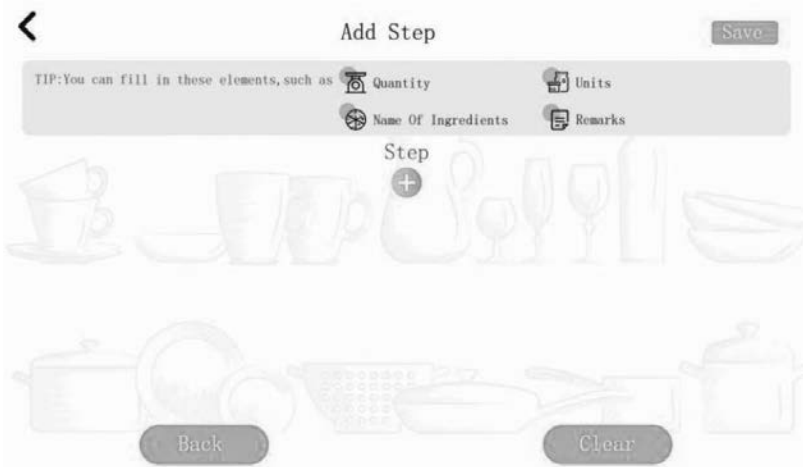 Add Step
Save
TIP:You can fill in these elements,such as
Quantity
Units
Name Of Ingredients
Remarks
Step
Back
Clear